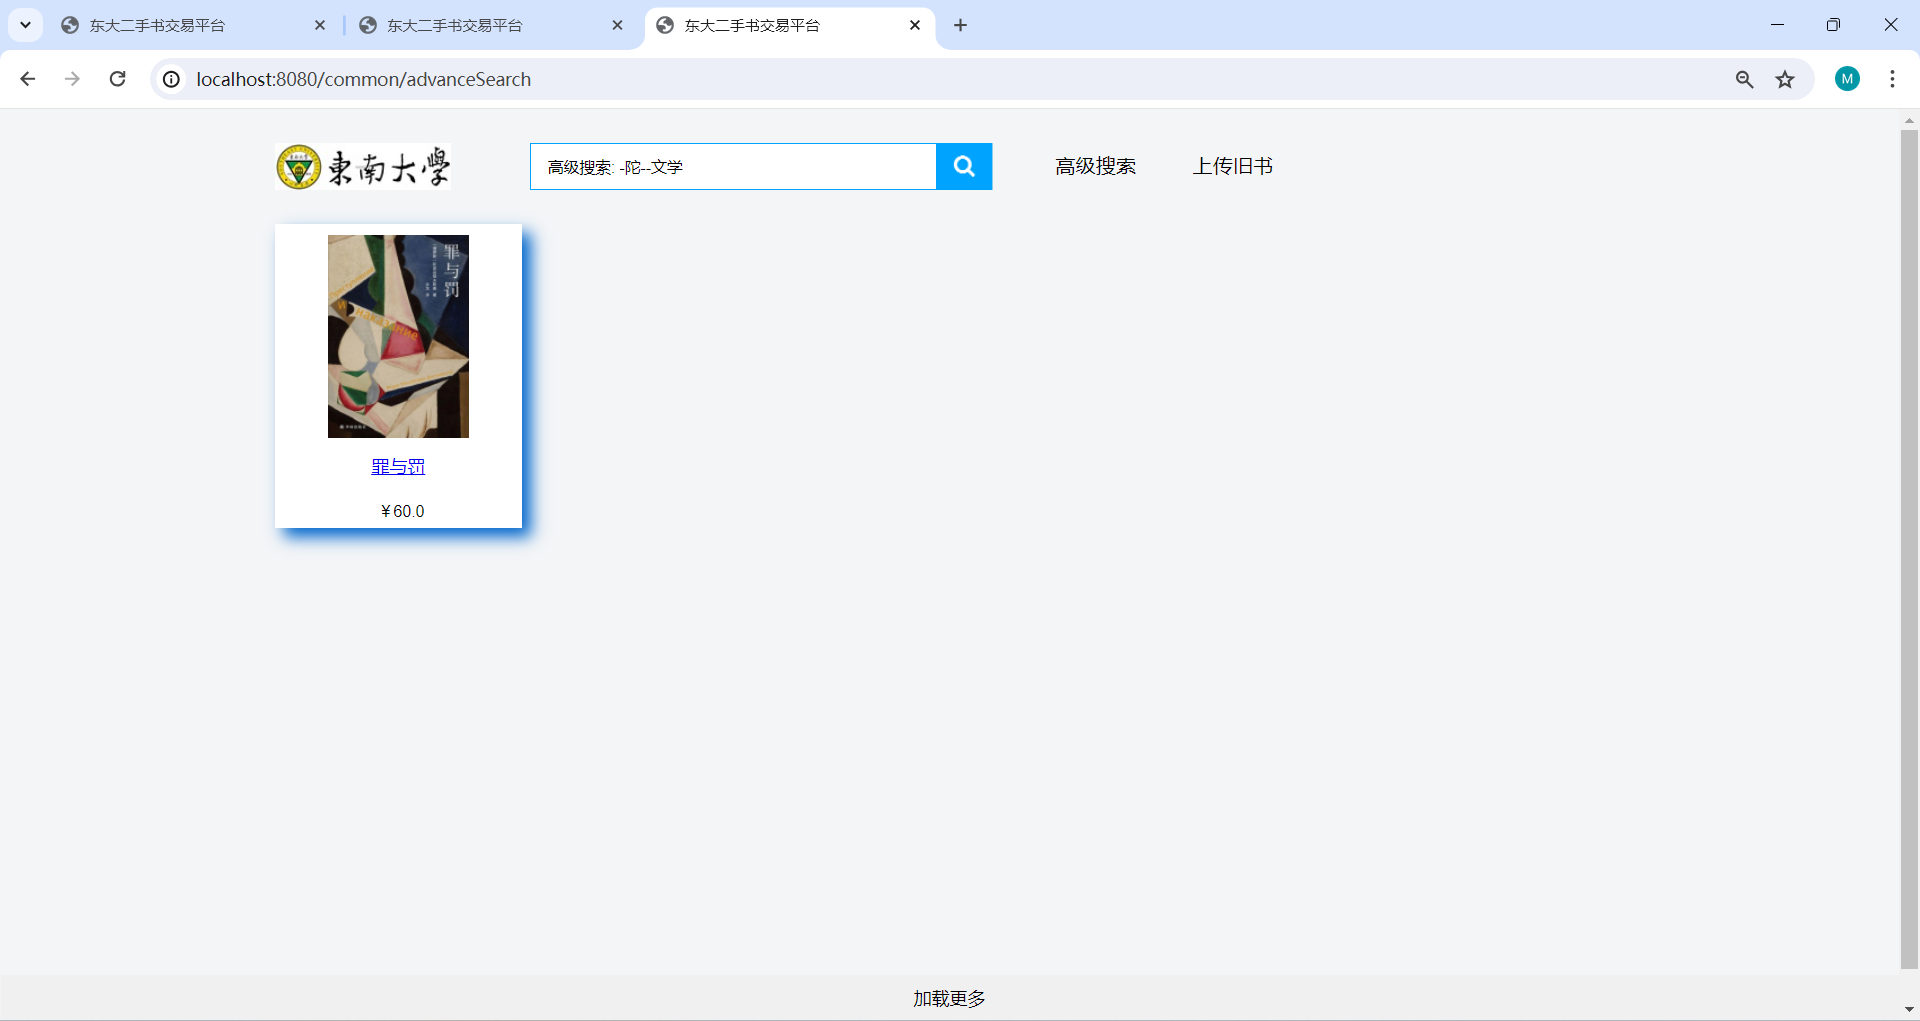 东大二手书交易平台
东大二手书交易平台
东大二手书交易平台
localhost:8080/common/advanceSearch
M
東南大學
高级搜索: -陀--文学
高级搜索
上传旧书
罪与罚
И наказание
罪与罚
￥60.0
加载更多